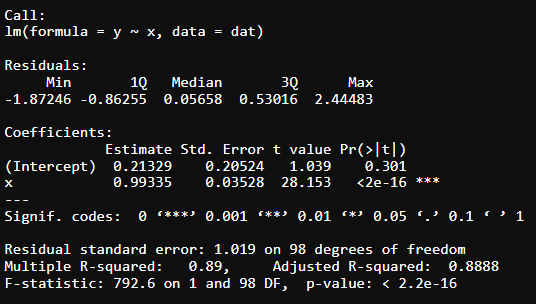 Call:
lm(formula = y ~ x, data = dat)
Residuals:
     Min       1Q   Median       3Q      Max
-1.87246 -0.86255  0.05658  0.53016  2.44483
Coefficients:
            Estimate Std. Error t value Pr(>|t|)
(Intercept)  0.21329    0.20524   1.039    0.301
x            0.99335    0.03528  28.153   <2e-16 ***
---
Signif. codes:  0 ‘***’ 0.001 ‘**’ 0.01 ‘*’ 0.05 ‘.’ 0.1 ‘ ’ 1
Residual standard error: 1.019 on 98 degrees of freedom
Multiple R-squared:   0.89,	Adjusted R-squared:  0.8888
F-statistic: 792.6 on 1 and 98 DF,  p-value: < 2.2e-16